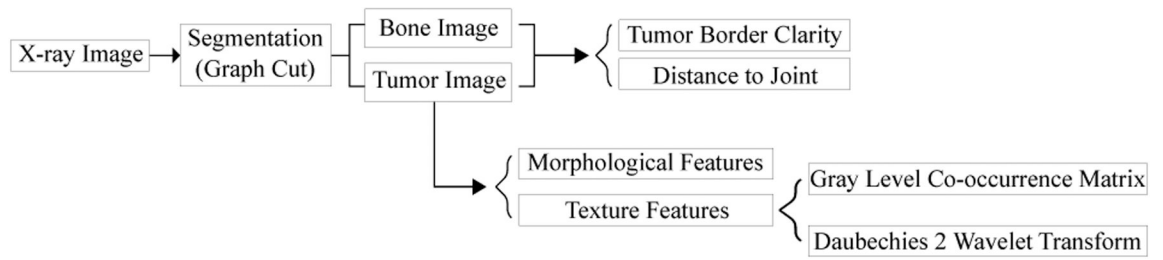 X-ray Image
Segmentation
(Graph Cut)
Bone Image
Tumor Image
Tumor Border Clarity
Distance to Joint
Morphological Features
Texture Features
Gray Level Co-occurrence Matrix
Daubechies 2 Wavelet Transform